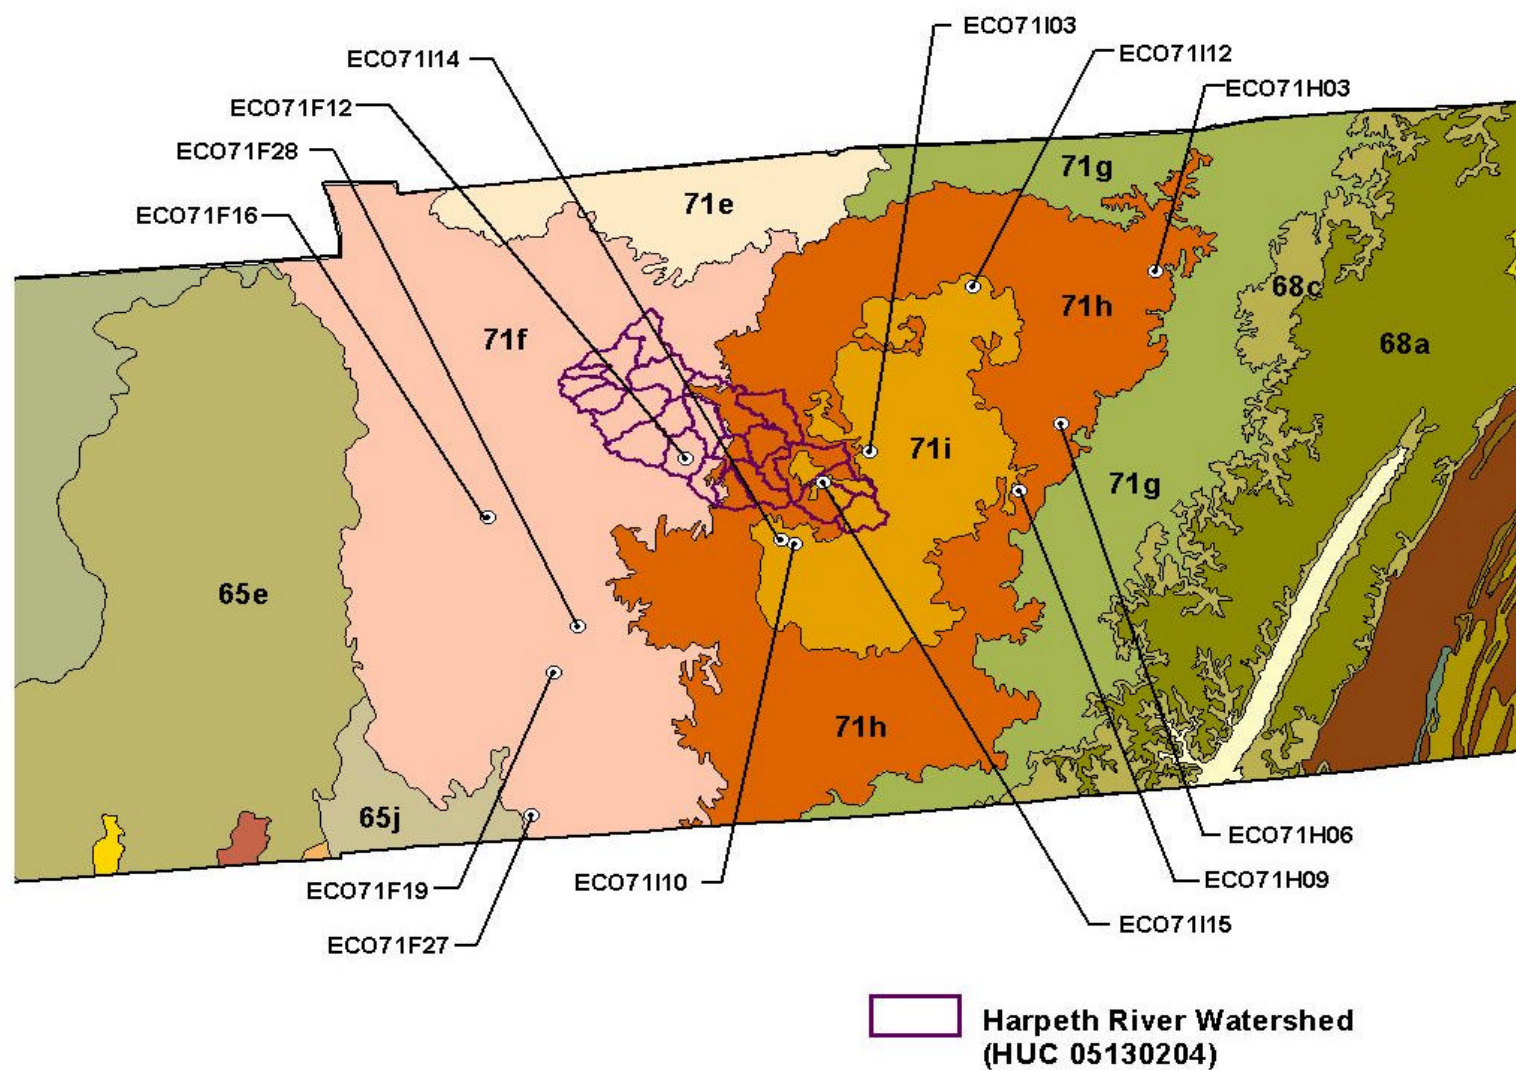 ECO71I03
ECO71I12
ECO71I14
ECO71H03
ECO71F12
ECO71F28
71g
71e
ECO71F16
68c
71h
71f
68a
71i
71g
65e
71h
65j
ECO71H06
ECO71I10
ECO71H09
ECO71F19
ECO71I15
ECO71F27
Harpeth River Watershed
(HUC 05130204)